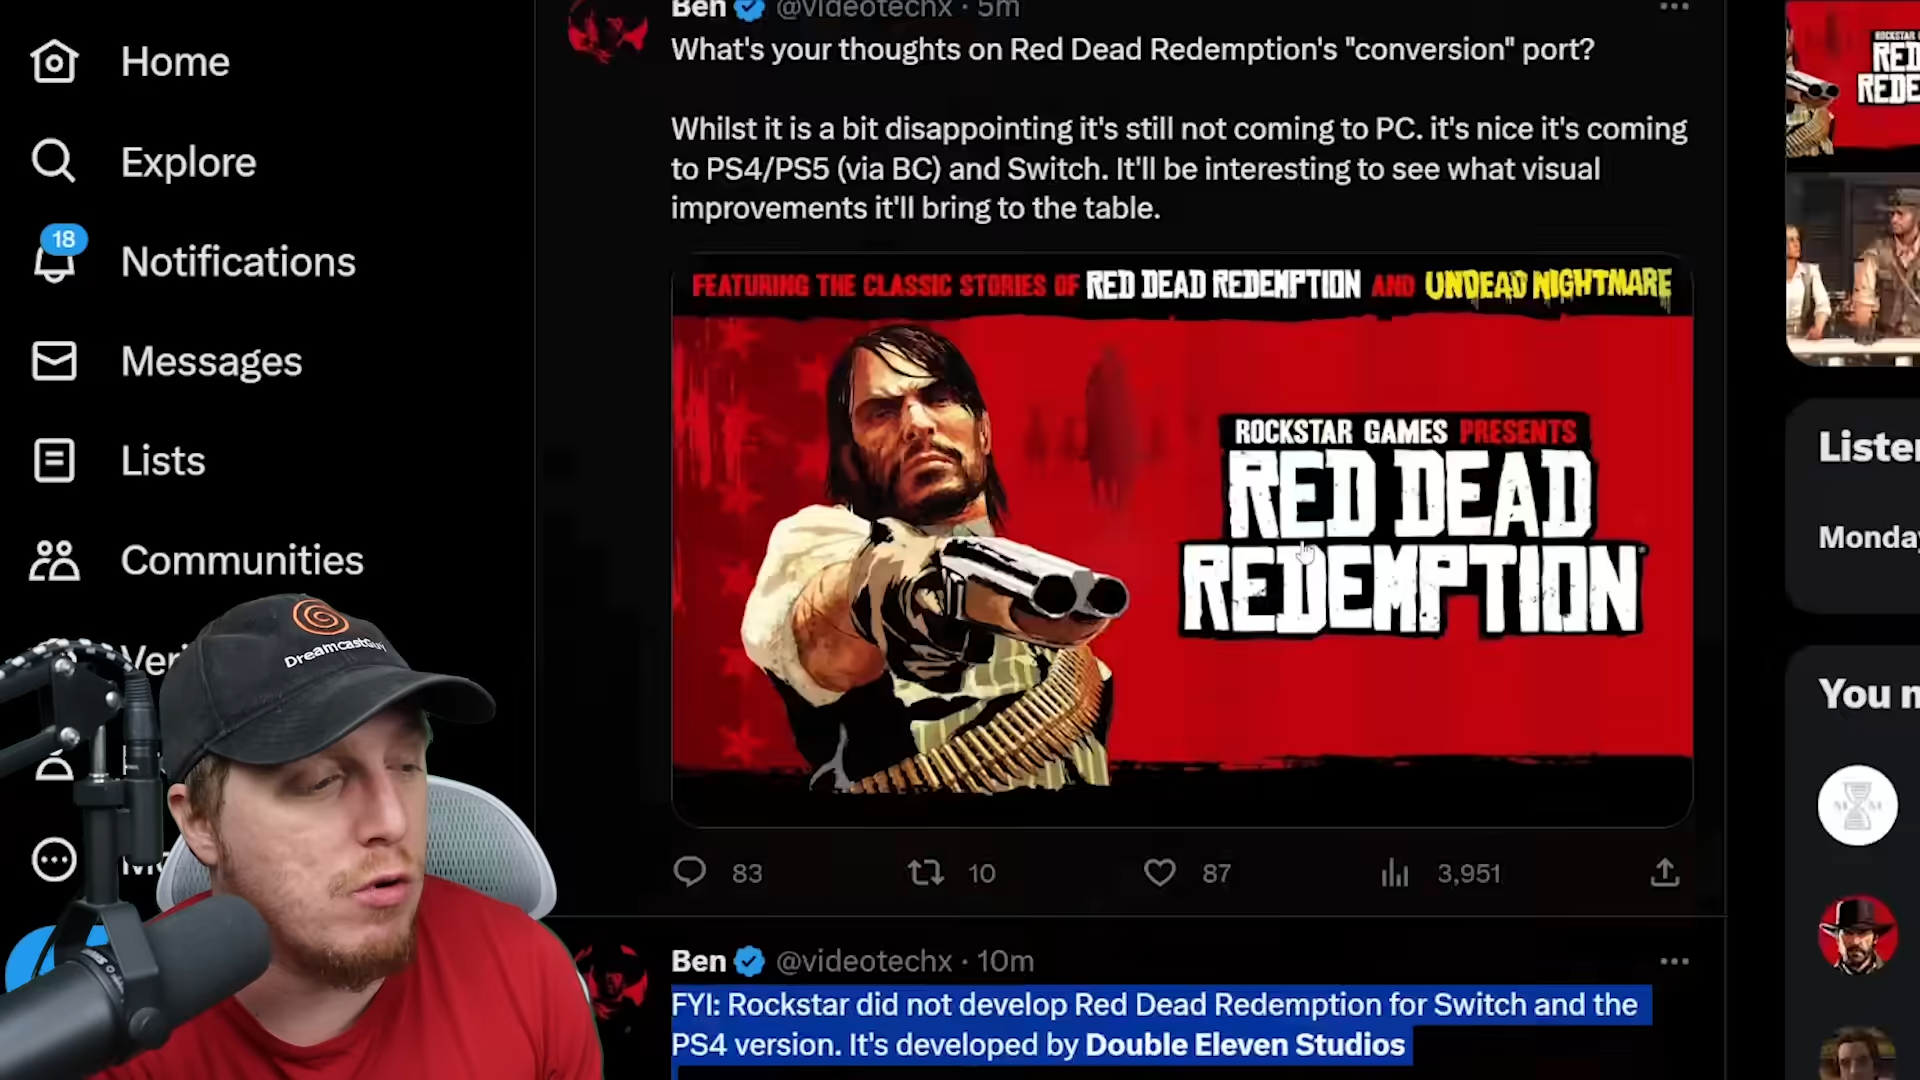 Home
Explore
18
Notifications
Messages
Lists
Communities
DreamcastGuy
Ben @videotechx · 5m
What's your thoughts on Red Dead Redemption's "conversion" port?
Whilst it is a bit disappointing it's still not coming to PC. it's nice it's coming
to PS4/PS5 (via BC) and Switch. It'll be interesting to see what visual
improvements it'll bring to the table.
FEATURING THE CLASSIC STORIES OF RED DEAD REDEMPTION AND UNDEAD NIGHTMARE
ROCKSTAR GAMES PRESENTS
RED DEAD
REDEMPTION
83 10 87 3,951
Ben @videotechx · 10m
FYI: Rockstar did not develop Red Dead Redemption for Switch and the
PS4 version. It's developed by Double Eleven Studios